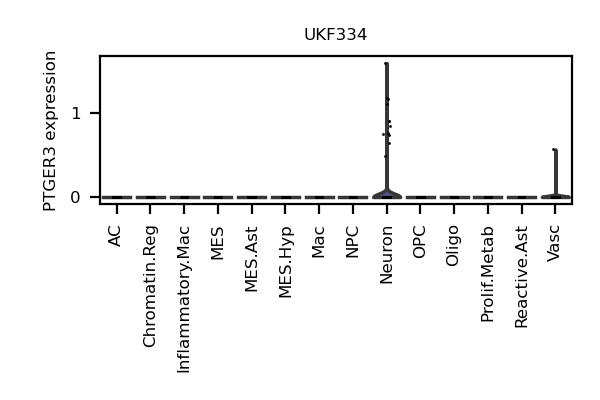 UKF334
PTGER3 expression
1
0
AC
Chromatin.Reg
Inflammatory.Mac
MES
MES.Ast
MES.Hyp
Mac
NPC
Neuron
OPC
Oligo
Prolif.Metab
Reactive.Ast
Vasc